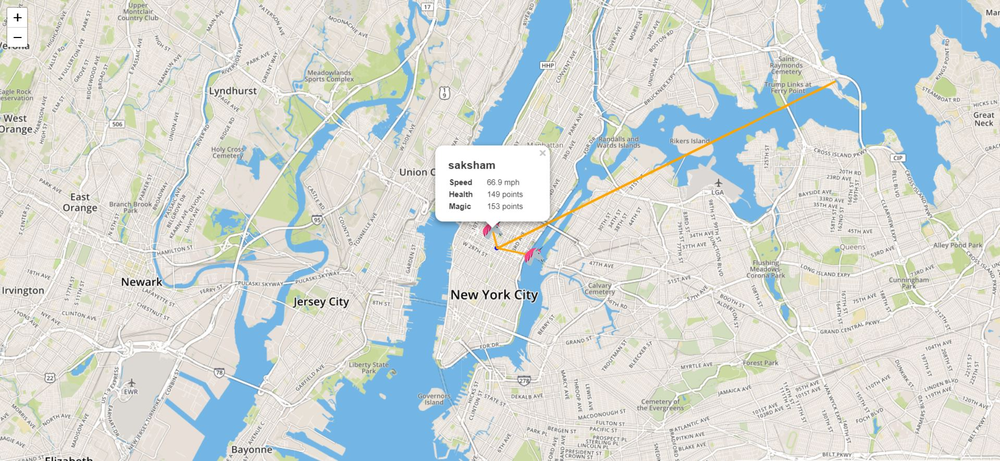 +
−
Upper
Montclair
Country Club
17
Verona
VALLEY RD
HIGHLAND AVE
PARK ST
N FULLERTON AVE
GROVE ST
RIDGEWOOD AVE
BROAD ST
E PASSAIC AVE
FRANKLIN AVE
HIGH ST
MAIN AVE
RIVERSIDE AVE
PARK AVE
PATERSON AVE
ORIENT WAY
MOONACHIE AVE
Meadowlands
Sports Complex
1
9
RIVER RD
HHP
CONVENT AVE
RIVER AVE
MORRIS AVE
3RD AVE
BOSTON RD
UNION AVE
BRUCKNER EXPY
Saint
Raymonds
Cemetery
Trump Links at
Ferry Point
KINGS POINT RD
STEAMBOAT RD
HICKS LN
Great
Neck
Eagle Rock
eservation
West
Orange
ELM ST
HARRISON AVE
HIGH ST
506
Lyndhurst
PAGE AVE
RIDGE RD
RIVER RD
UNION AVE
Holy Cross
Cemetery
W SIDE AVE
PARK AVE
3RD AVE
FDR DR
Manhattan
Randalls and
Wards Islands
Rikers Island
125TH ST
CROSS ISLAND PKWY
CIP
saksham
Speed 66.9 mph
Health 149 points
Magic 153 points
×
Union C
PARK AVE
PARKER ST
BROADWAY
PASSAIC AVE
BELGROVE DR
KEARNY AVE
DAVIS AVE
DEVON ST
East
Orange
Branch Brook
Park
S CENTER ST
N 6TH ST
CASTLE RD
95
COUNTY RD
TONNELLE AVE
31ST ST
LGA
20TH RD
23RD AVE
BAYSIDE AVE
33RD AVE
35TH AVE
166TH ST
169TH ST
BELL BLVD
CROSS ISLAND PKWY
CLEARVIEW EXPY
158TH ST
162ND ST
45TH AVE
Queens
53RD AVE
Alley Pond Park
30TH ST
34TH ST
38TH ST
44TH ST
83RD ST
79TH ST
77TH ST
98TH ST
99TH ST
34TH AVE
37TH AVE
JUNCTION BLVD
HAMILTON ST
W 28TH ST
3RD AVE
GARDEN ST
47TH AVE
51ST AVE
Flushing
Meadows-
Corona Park
LONG ISLAND EXPY
73RD AVE
Cunningham
Park
18TH AVE
S 17TH ST
S 11TH ST
Newark
FERRY ST
PULASKI SKYWAY
PULASKI SKYWAY
Irvington
LAFAYETTE ST
CHESTNUT ST
CLINTON AVE
LYONS AVE
NYE AVE
Jersey City
8TH ST
New York City
Calvary
Cemetery
56TH RD
57TH AVE
BOOTH ST
ALDERTON ST
108TH ST
75TH AVE
167TH ST
164TH ST
188TH ST
212TH ST
GRAND CENTRAL PKWY
BERRY ST
GRAND ST
TROUTMAN ST
BLEECKER ST
FDR DR
Forest Park
MYRTLE AVE
104TH AVE
197TH ST
208TH ST
221ST ST
225TH ST
22
EWR
US 1-9 EXPRESS
EARHART DR
NEW JERSEY TURNPIKE
CORBIN ST
78
GARFIELD AVE
Liberty State
Park
Governors
Island
278
HICKS ST
CLINTON ST
STATE ST
DEKALB AVE
MARCY AVE
THROOP AVE
LEWIS AVE
MACDONOUGH ST
Cemetery of
the Evergreens
JAMAICA AVE
101ST AVE
103RD AVE
114TH ST
111TH ST
117TH ST
95TH AVE
101ST AVE
VAN WYCK EXPY
130TH ST
140TH ST
155TH ST
FOCH BLVD
110TH AVE
DUNKIRK ST
FARMERS BLVD
LINDEN BLVD
119TH AVE
120TH AVE
MORRIS AVE
NORTH AVE
MADISON AVE
AVENUE C
Bayonne
Elizabeth
6TH AVE
PARK PL
BERGEN ST
FULTON ST
PACIFIC ST
PROSPECT PL
STERLING PL
LINCOLN PL
PRESIDENT ST
CROWN ST
ATLANTIC AVE
PITKIN AVE
BLAKE AVE
BELT PKWY
BELT PKWY